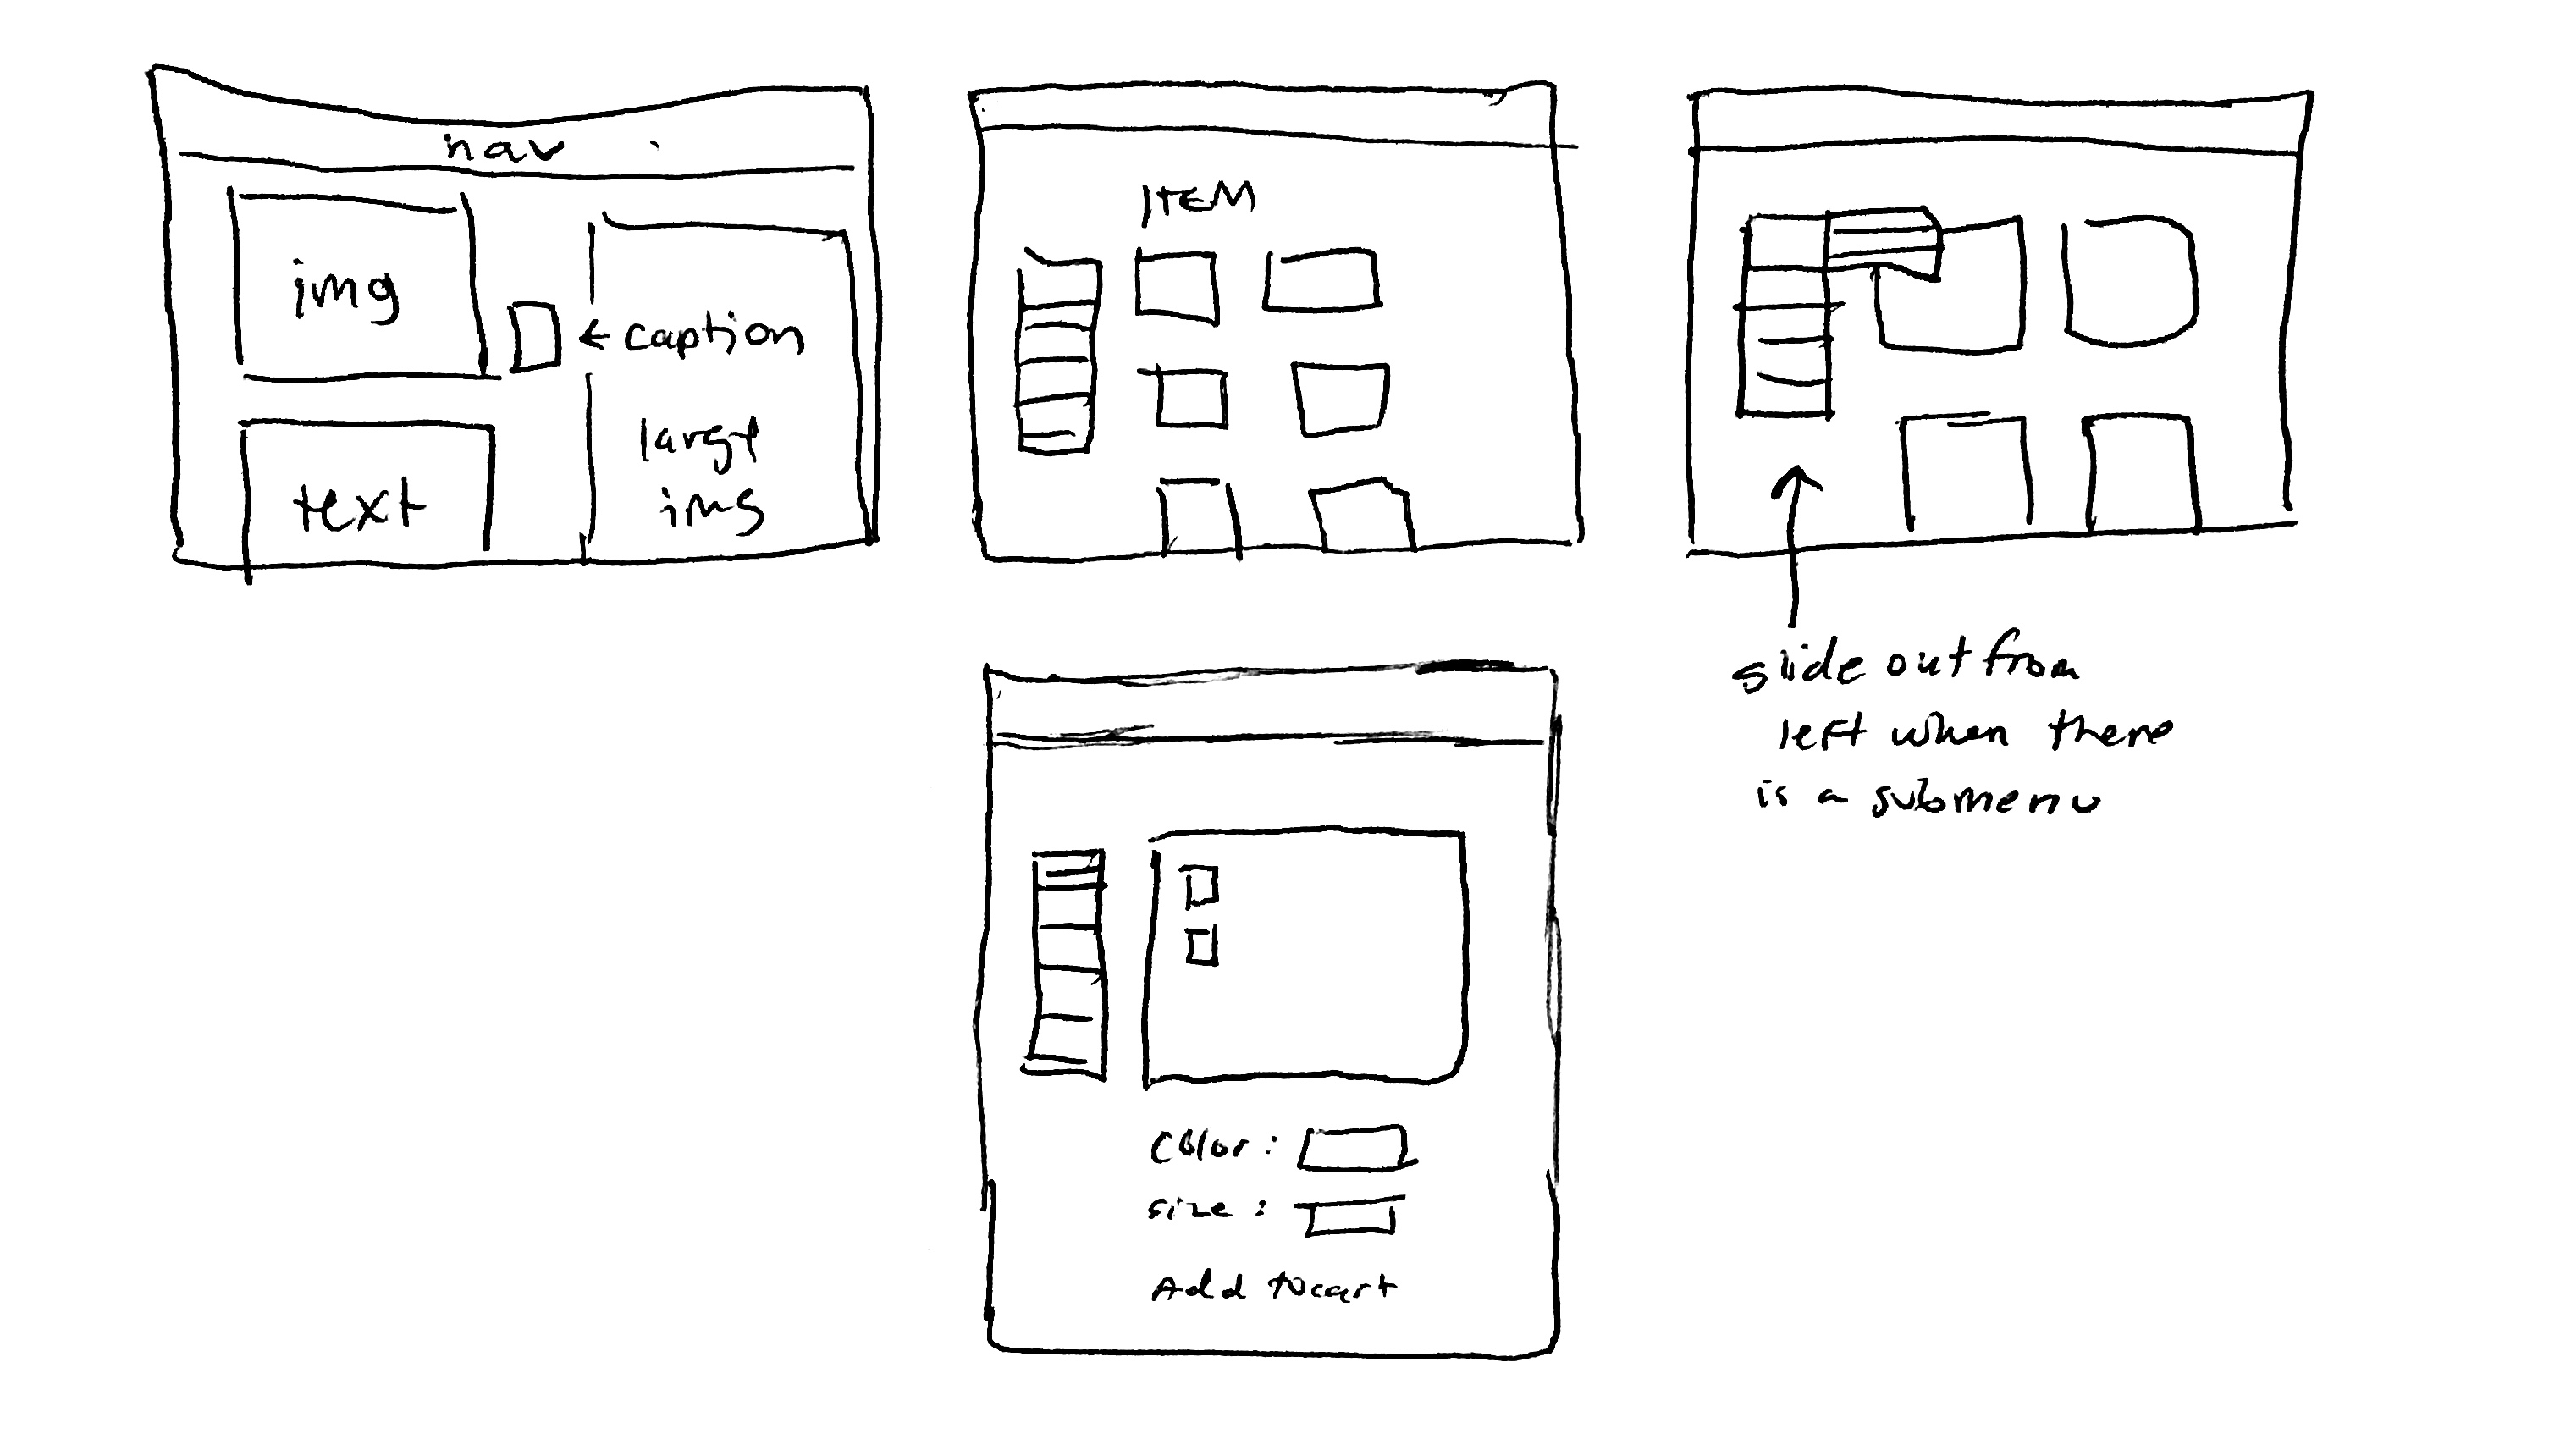 nav
img
← caption
large
img
text
ITEM
slide out from
left when there
is a submenu
Color:
size:
Add to cart